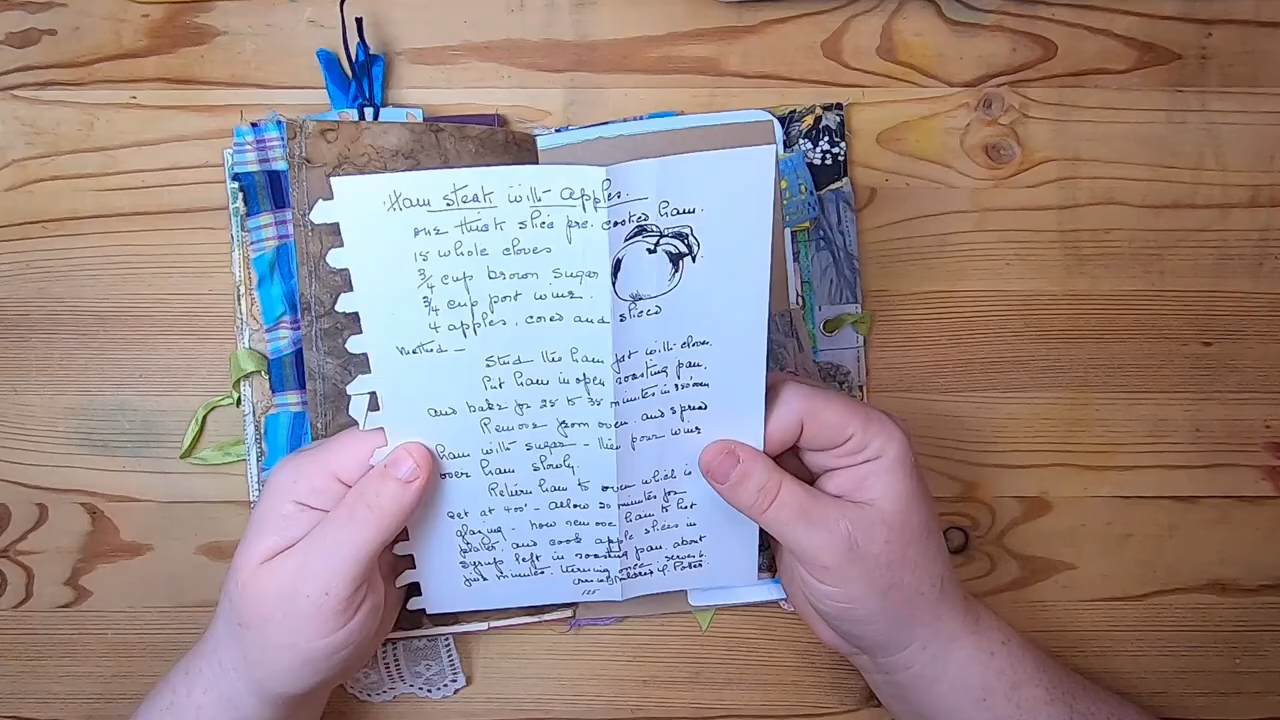 Ham steak with apples.
one thick slice pre. cooked ham.
15 whole cloves
3/4 cup brown sugar
3/4 cup port wine.
4 apples, cored and sliced
Method -
Stud the ham fat with cloves.
Put ham in open roasting pan,
and bake for 25 to 35 minutes in 350° oven
Remove from oven. and spread
ham with sugar - then pour wine
over ham slowly.
Return ham to oven which is
set at 400° - allow 20 minutes for
glazing - now remove ham to hot
plate, and cook apple slices in
syrup left in roasting pan. about
five minutes. turning once. serves 6.
125